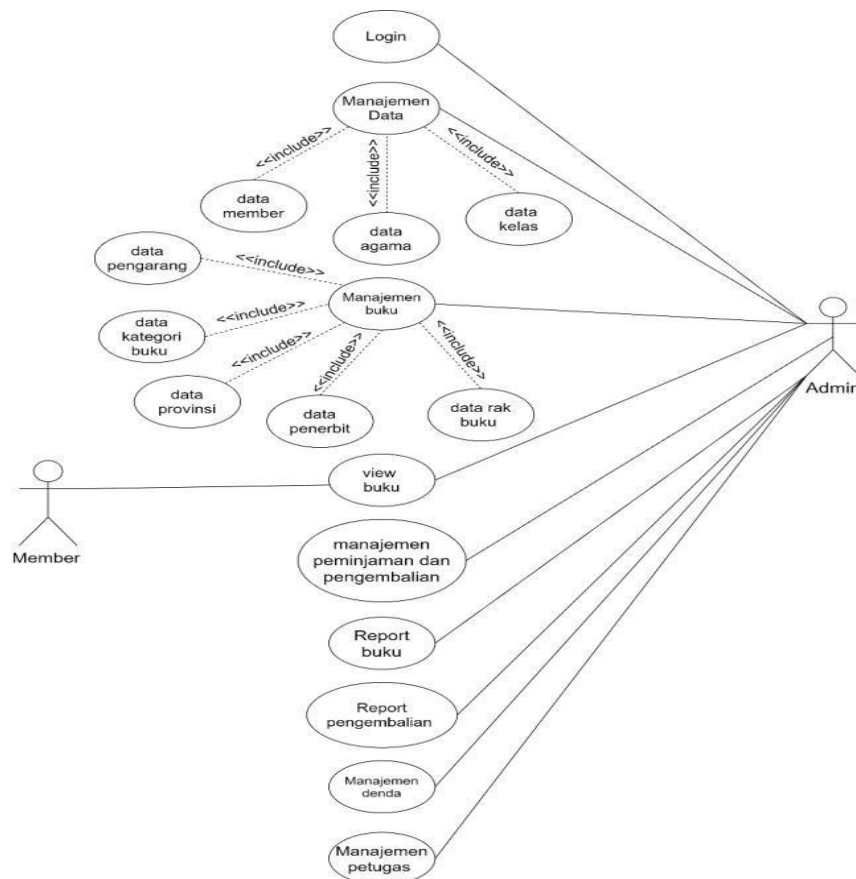 Login
Manajemen
Data
<<include>>
<<include>>
<<include>>
data
member
data
agama
data
kelas
data
pengarang
<<include>>
Manajemen
buku
data
kategori
buku
<<include>>
<<include>>
<<include>>
<<include>>
data
provinsi
data
penerbit
data rak
buku
Admin
view
buku
Member
manajemen
peminjaman dan
pengembalian
Report
buku
Report
pengembalian
Manajemen
denda
Manajemen
petugas